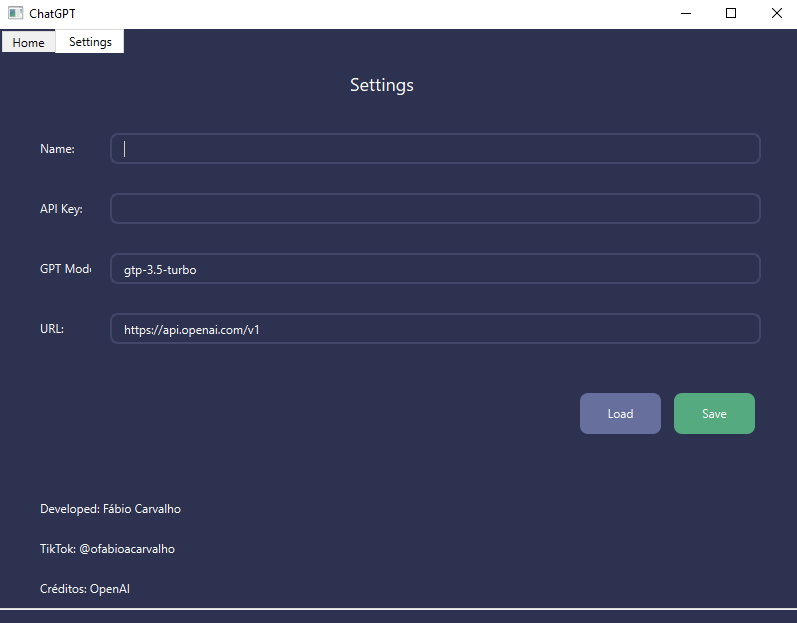 ChatGPT
Home Settings
Settings
Name:
API Key:
GPT Mod
gtp-3.5-turbo
URL:
https://api.openai.com/v1
Load Save
Developed: Fábio Carvalho
TikTok: @ofabioacarvalho
Créditos: OpenAI